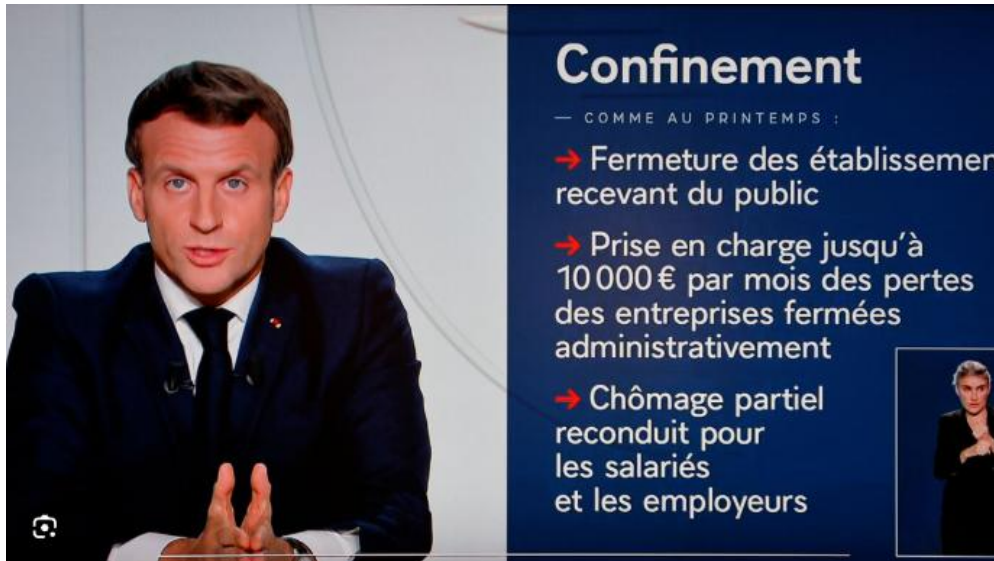 Confinement
— COMME AU PRINTEMPS :
→ Fermeture des établissemen
recevant du public
→ Prise en charge jusqu'à
10 000 € par mois des pertes
des entreprises fermées
administrativement
→ Chômage partiel
reconduit pour
les salariés
et les employeurs